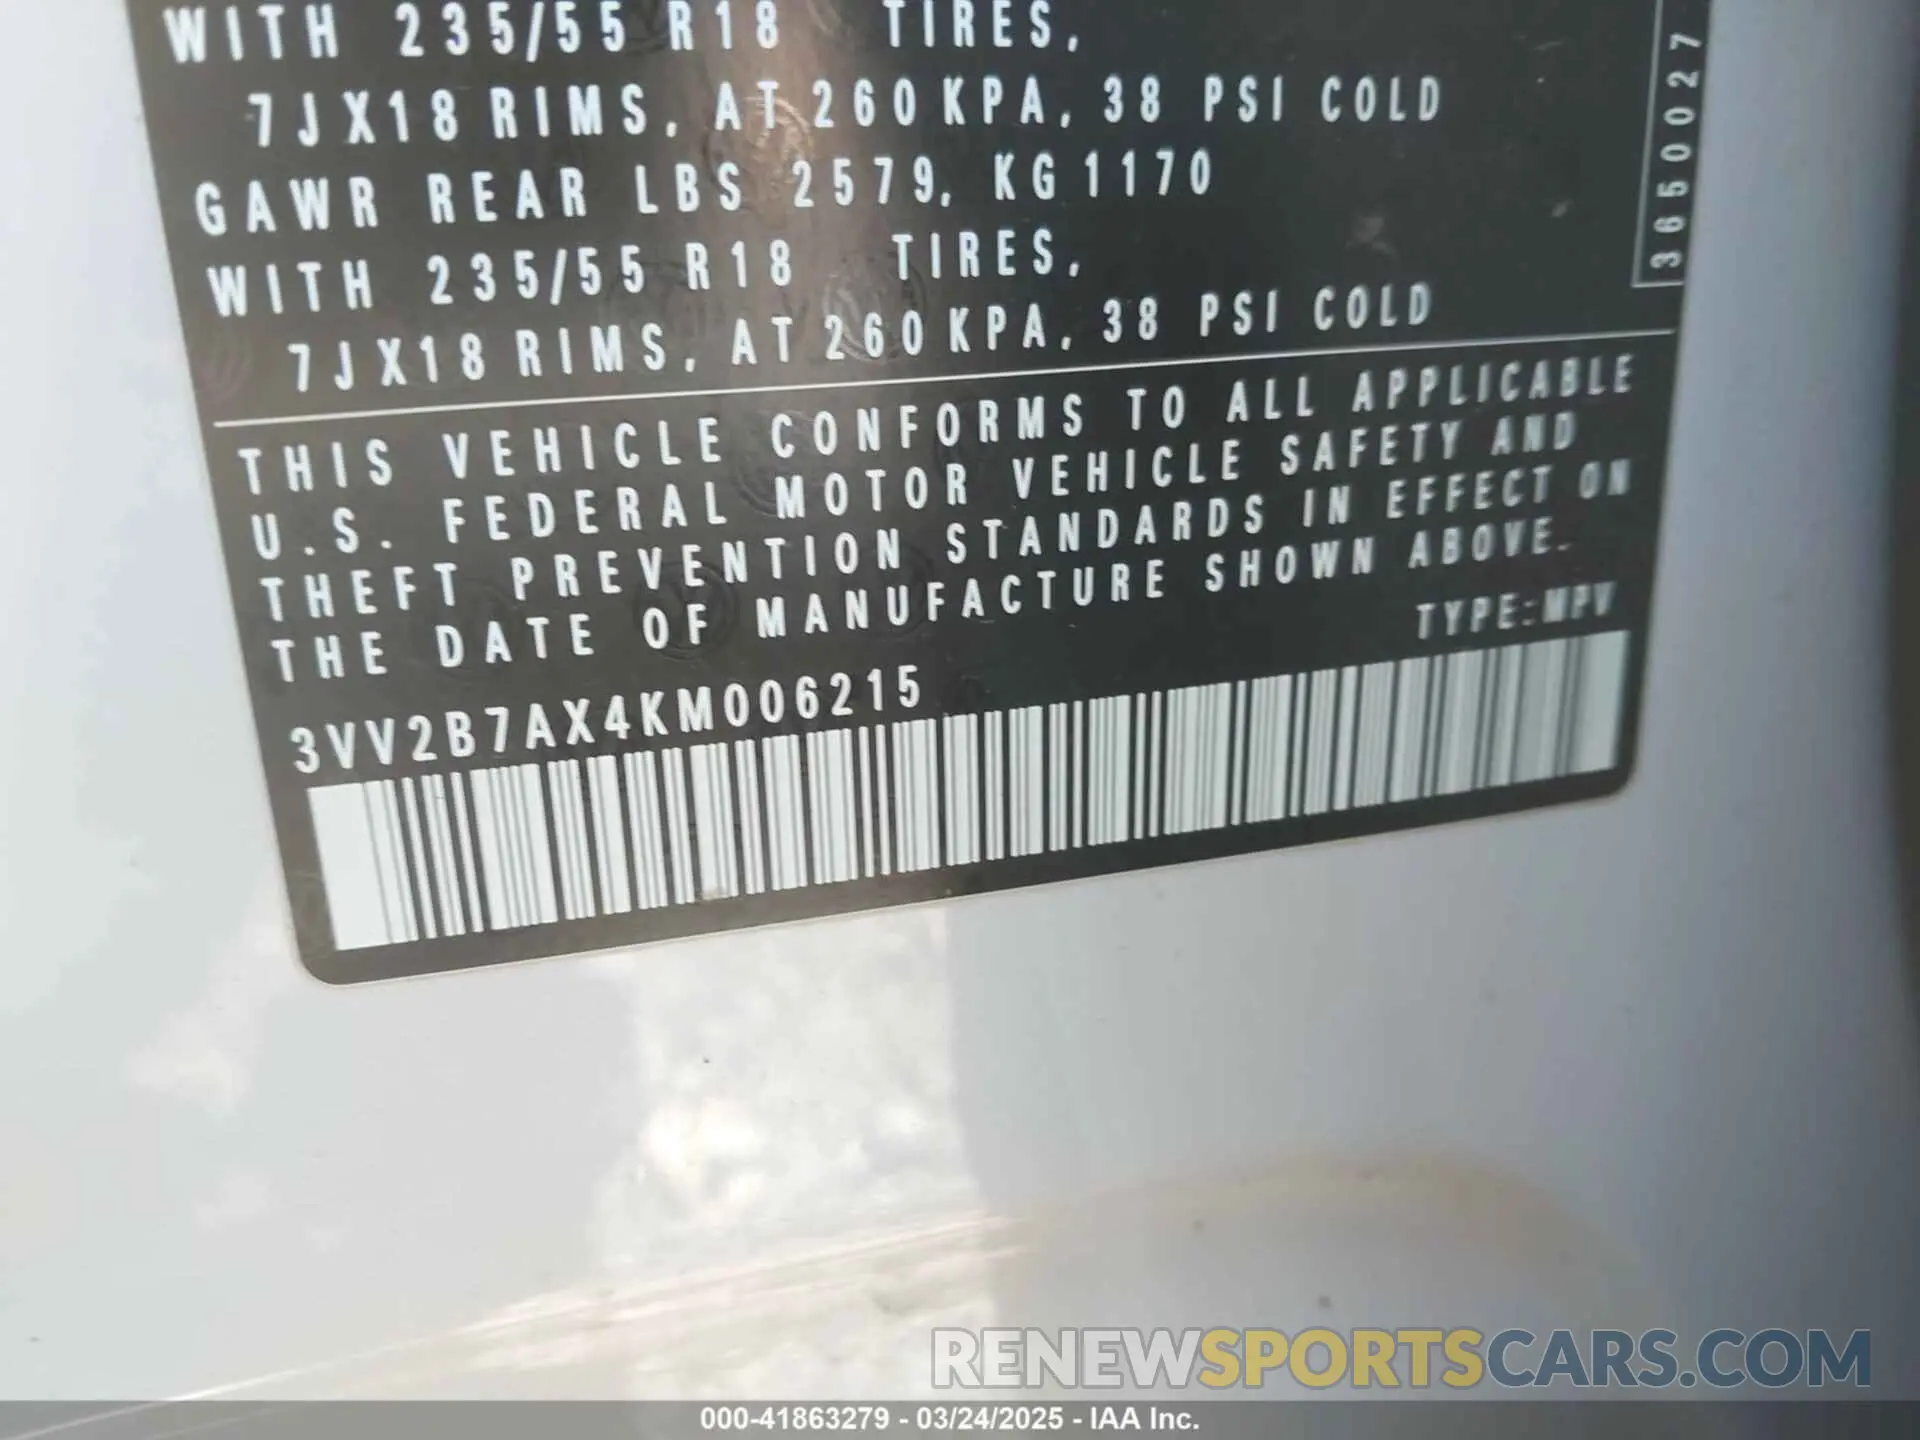 WITH 235/55 R18 TIRES,
7JX18 RIMS, AT 260 KPA, 38 PSI COLD
GAWR REAR LBS 2579, KG 1170
WITH 235/55 R18 TIRES,
7JX18 RIMS, AT 260 KPA, 38 PSI COLD
3650027
THIS VEHICLE CONFORMS TO ALL APPLICABLE
U.S. FEDERAL MOTOR VEHICLE SAFETY AND
THEFT PREVENTION STANDARDS IN EFFECT ON
THE DATE OF MANUFACTURE SHOWN ABOVE.
TYPE:MPV
3VV2B7AX4KM006215
RENEWSPORTSCARS.COM
000-41863279 - 03/24/2025 - IAA Inc.